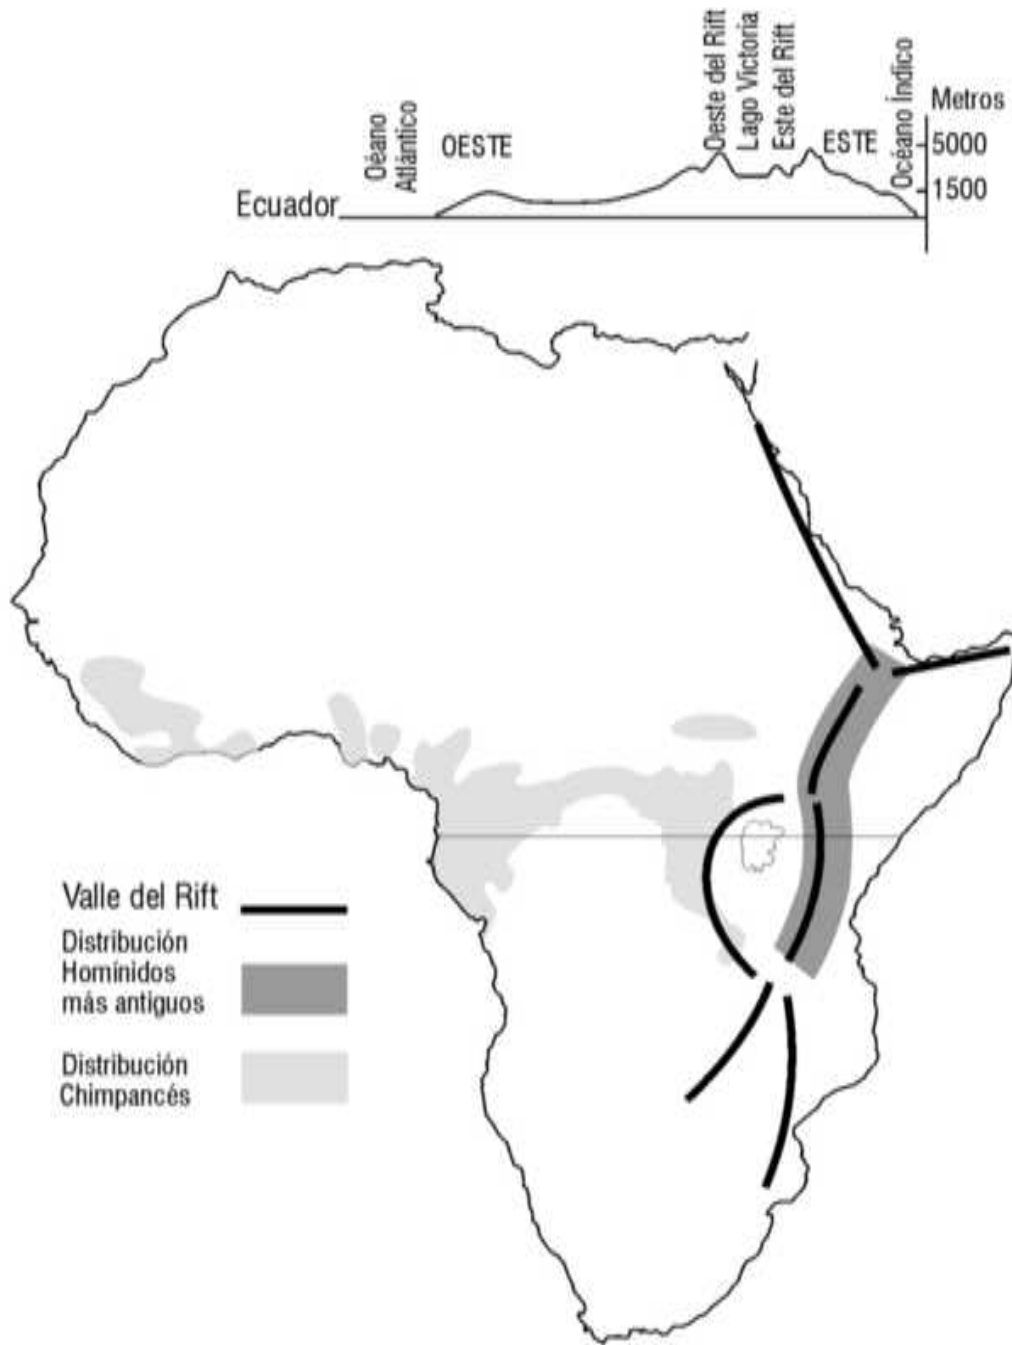 Océano
Atlántico
OESTE
Oeste del Rift
Lago Victoria
Este del Rift
ESTE
Océano Índico
Metros
5000
1500
Ecuador
Valle del Rift
Distribución
Homínidos
más antiguos
Distribución
Chimpancés